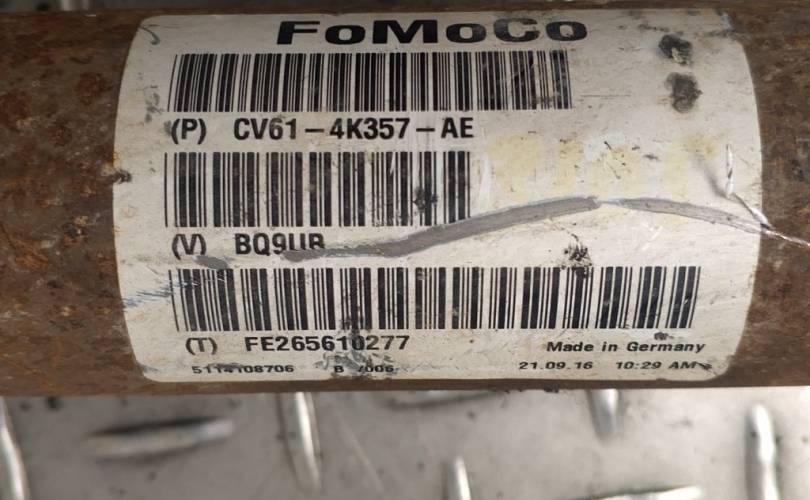 FoMoCo
(P) CV61-4K357-AE
(V) BQ9UB
(T) FE265610277
Made in Germany
21.09.16 10:29 AM